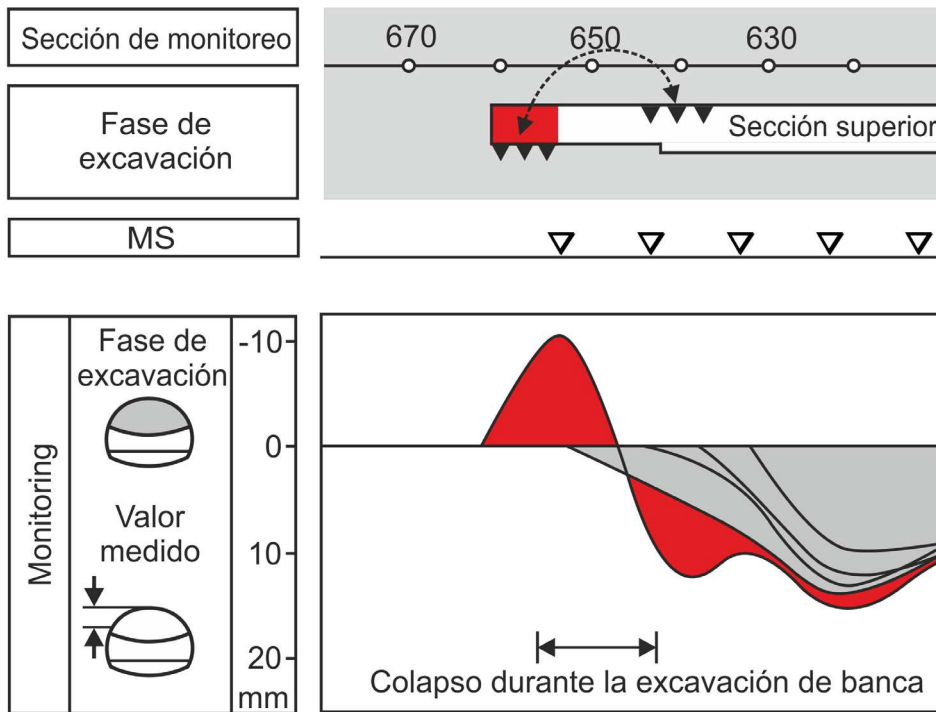 Sección de monitoreo
670 650 630
Fase de
excavación
Sección superior
MS
Monitoring
Fase de
excavación
Valor
medido
-10
0
10
20
mm
Colapso durante la excavación de banca